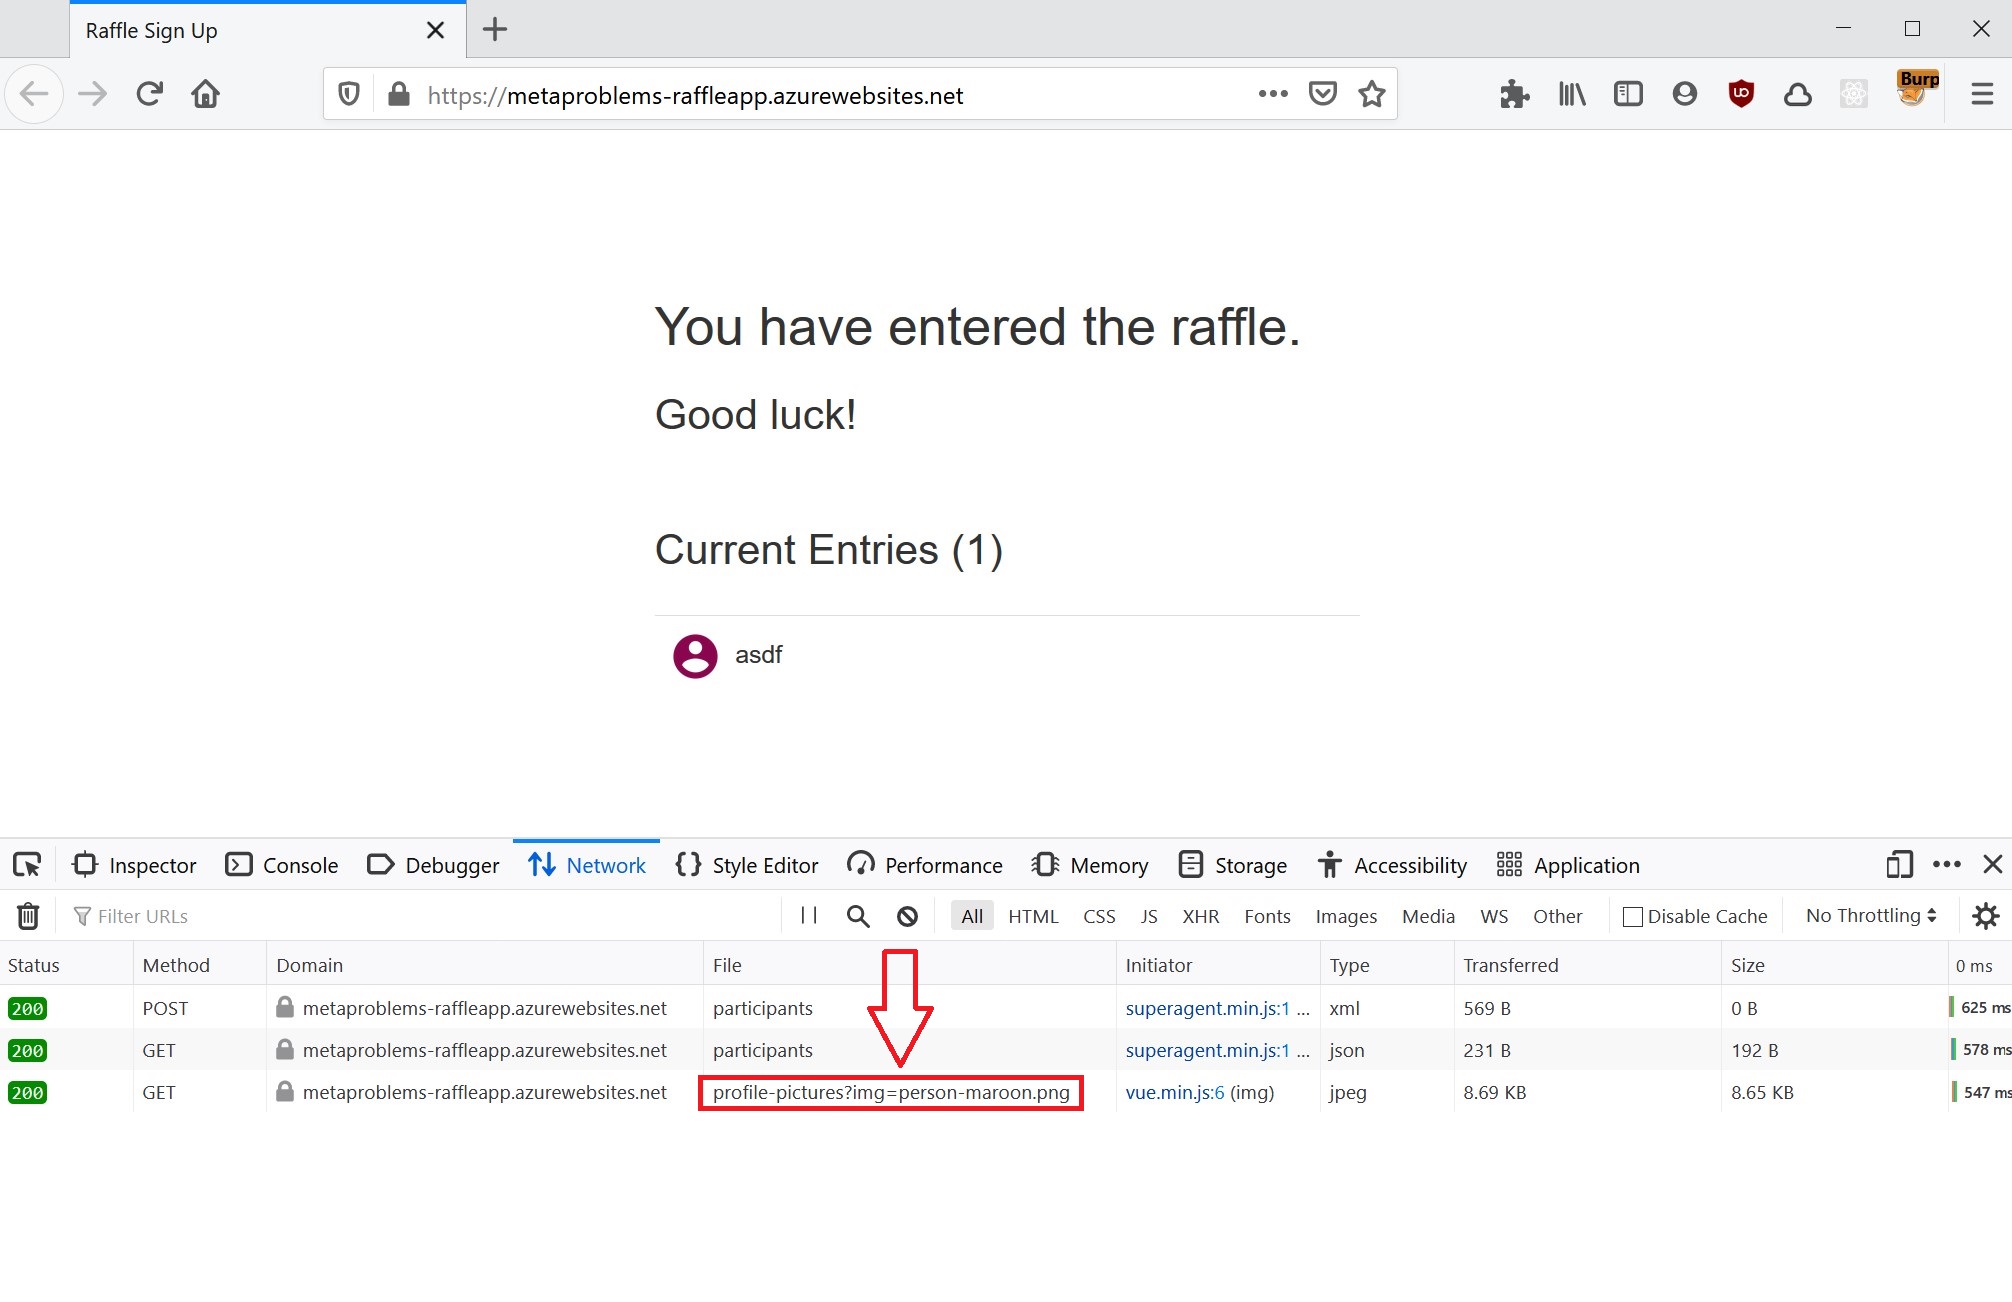 Raffle Sign Up
https://metaproblems-raffleapp.azurewebsites.net
Burp
You have entered the raffle.
Good luck!
Current Entries (1)
asdf
Inspector Console Debugger Network Style Editor Performance Memory Storage Accessibility Application
Filter URLs All HTML CSS JS XHR Fonts Images Media WS Other Disable Cache No Throttling
Status Method Domain File Initiator Type Transferred Size 0 ms
200 POST metaproblems-raffleapp.azurewebsites.net participants superagent.min.js:1 ... xml 569 B 0 B 625 ms
200 GET metaproblems-raffleapp.azurewebsites.net participants superagent.min.js:1 ... json 231 B 192 B 578 ms
200 GET metaproblems-raffleapp.azurewebsites.net profile-pictures?img=person-maroon.png vue.min.js:6 (img) jpeg 8.69 KB 8.65 KB 547 ms